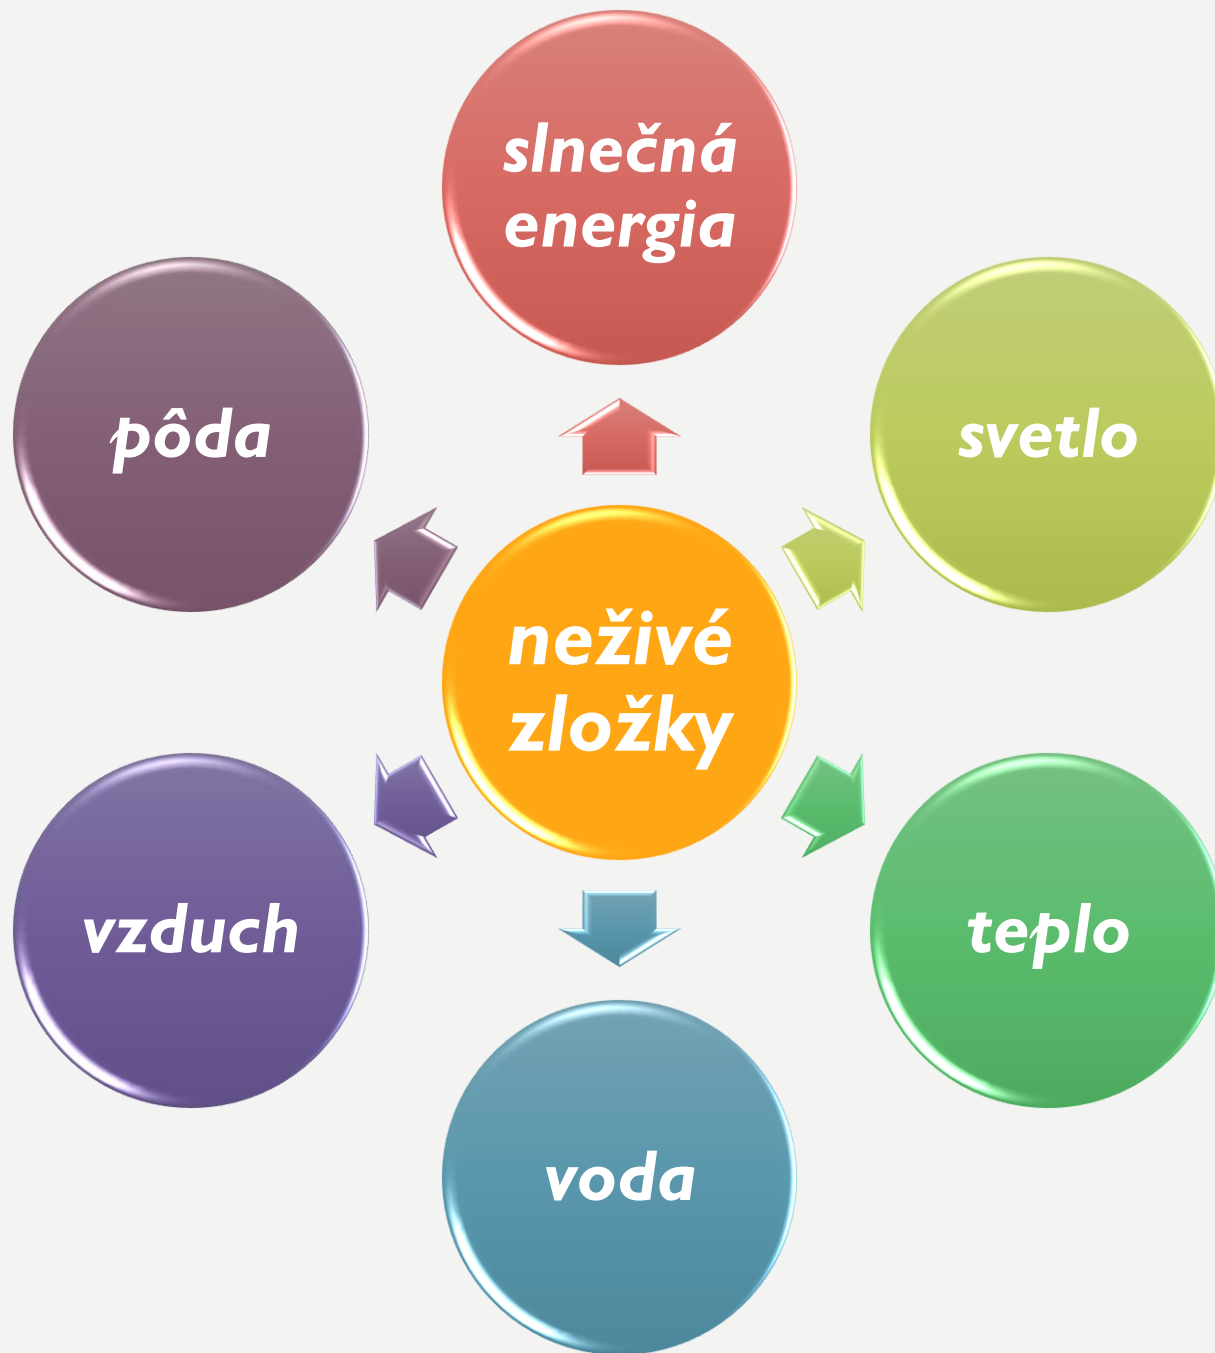 slnečná
energia
pôda
svetlo
neživé
zložky
vzduch
teplo
voda